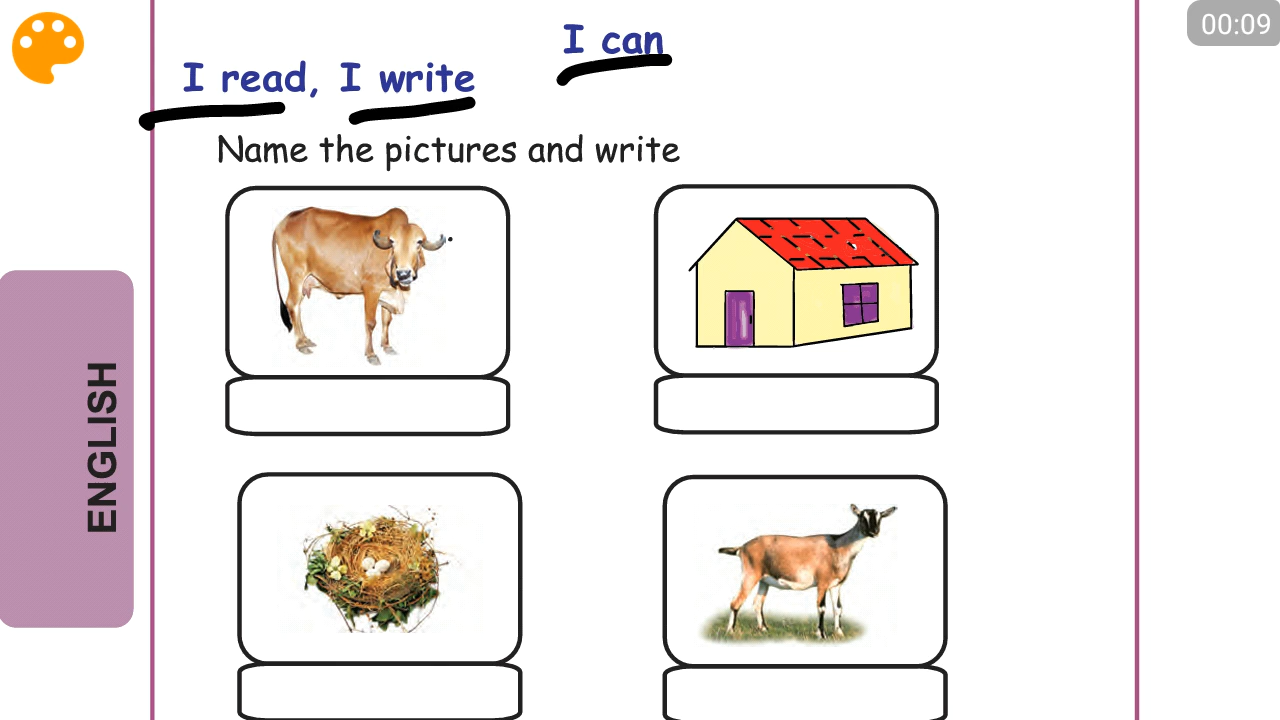 00:09
I can
I read, I write
Name the pictures and write
ENGLISH